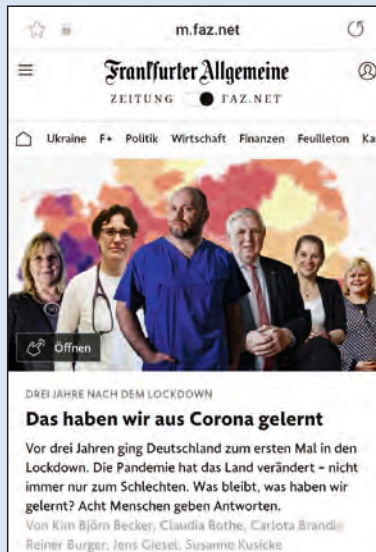 m.faz.net
Frankfurter Allgemeine
ZEITUNG FAZ.NET
Ukraine F+ Politik Wirtschaft Finanzen Feuilleton Ka
Öffnen
DREI JAHRE NACH DEM LOCKDOWN
Das haben wir aus Corona gelernt
Vor drei Jahren ging Deutschland zum ersten Mal in den
Lockdown. Die Pandemie hat das Land verändert – nicht
immer nur zum Schlechten. Was bleibt, was haben wir
gelernt? Acht Menschen geben Antworten.
Von Kim Björn Becker, Claudia Bothe, Carlota Brandi
Reiner Burger, Jens Giesel, Susanne Kusicke